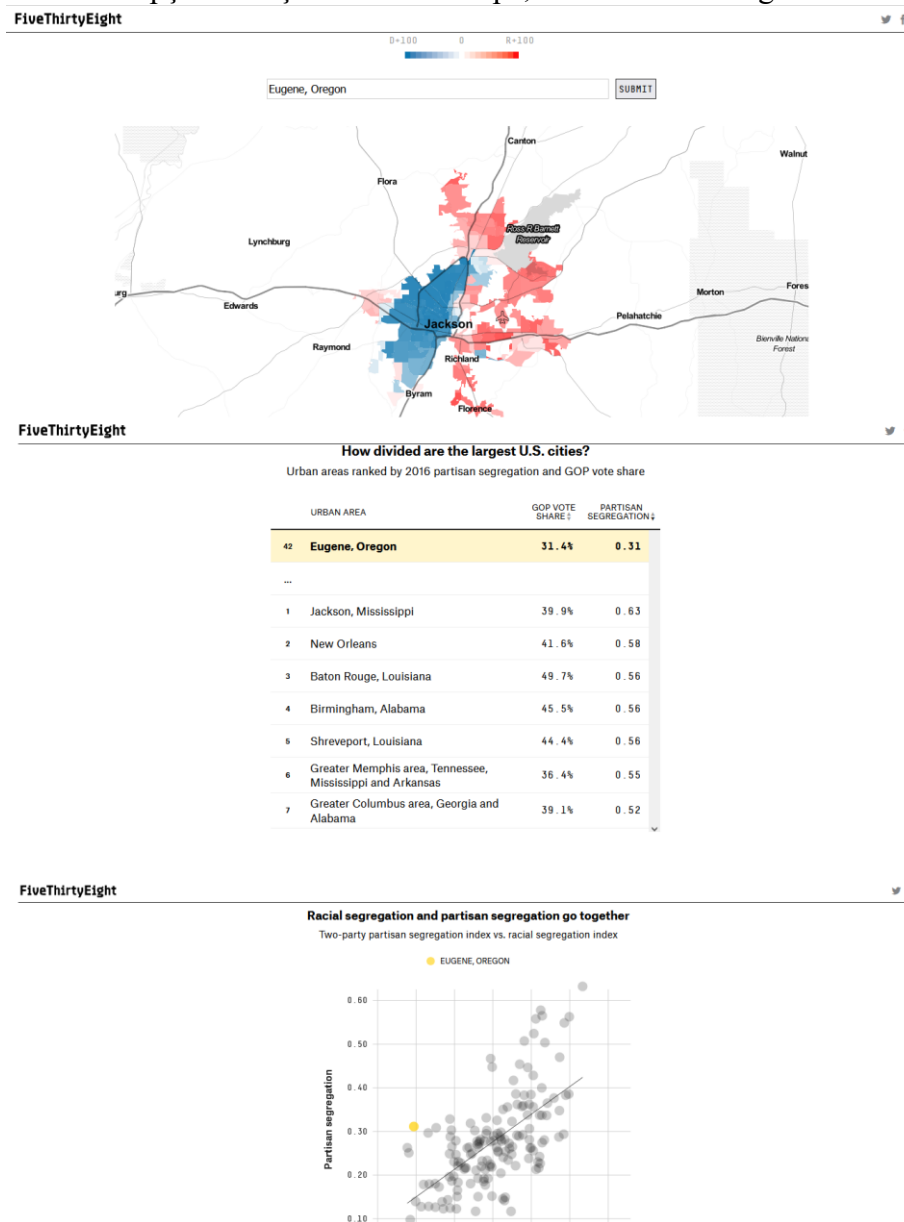 FiveThirtyEight
D+100 0 R+100
Eugene, Oregon SUBMIT
Canton
Walnut
Flora
Ross R Barnett
Reservoir
Lynchburg
urg
Edwards
Morton
Fores
Jackson
Pelahatchie
Raymond
Richland
Bienville Nationa
Forest
Byram
Florence
FiveThirtyEight
How divided are the largest U.S. cities?
Urban areas ranked by 2016 partisan segregation and GOP vote share
URBAN AREA GOP VOTE SHARE PARTISAN SEGREGATION
42 Eugene, Oregon 31.4% 0.31
...
1 Jackson, Mississippi 39.9% 0.63
2 New Orleans 41.6% 0.58
3 Baton Rouge, Louisiana 49.7% 0.56
4 Birmingham, Alabama 45.5% 0.56
5 Shreveport, Louisiana 44.4% 0.56
6 Greater Memphis area, Tennessee,
Mississippi and Arkansas 36.4% 0.55
7 Greater Columbus area, Georgia and
Alabama 39.1% 0.52
FiveThirtyEight
Racial segregation and partisan segregation go together
Two-party partisan segregation index vs. racial segregation index
EUGENE, OREGON
0.60
0.50
0.40
Partisan segregation
0.30
0.20
0.10